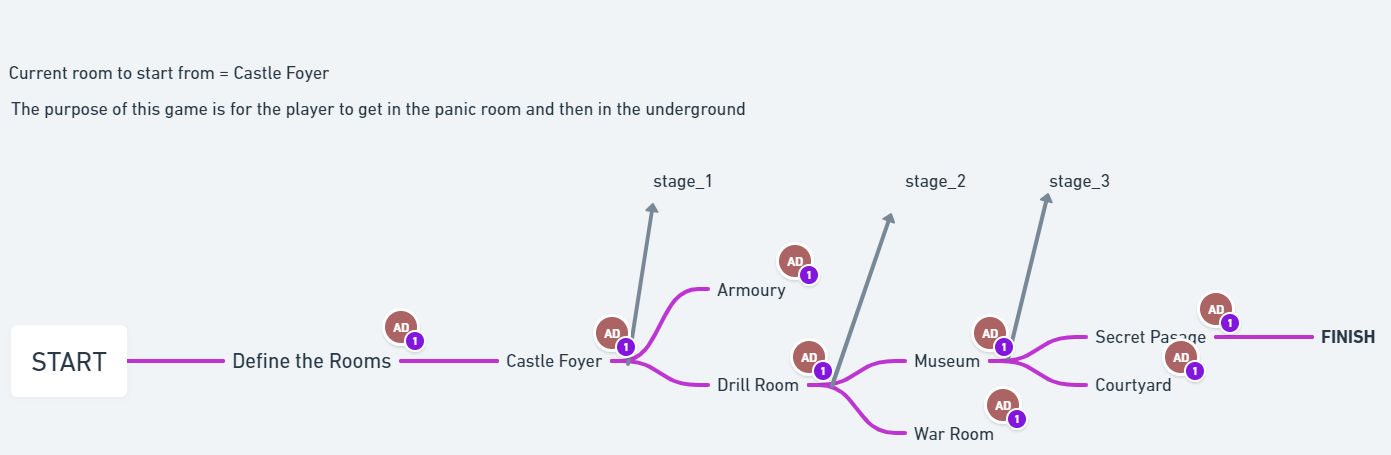 Current room to start from = Castle Foyer
The purpose of this game is for the player to get in the panic room and then in the underground
stage_1
stage_2
stage_3
AD
1
Armoury
AD
1
AD
1
AD
1
AD
1
Secret Pasage
FINISH
START
Define the Rooms
Castle Foyer
Museum
AD
1
AD
1
Drill Room
Courtyard
AD
1
War Room